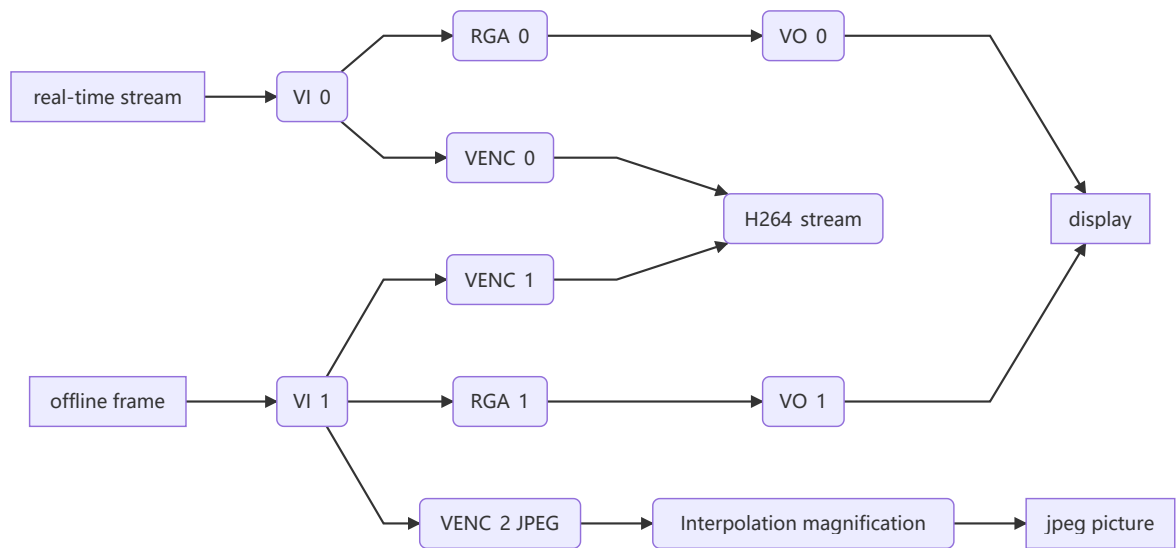 RGA 0
VO 0
real-time stream
VI 0
VENC 0
H264 stream
display
VENC 1
offline frame
VI 1
RGA 1
VO 1
VENC 2 JPEG
Interpolation magnification
jpeg picture